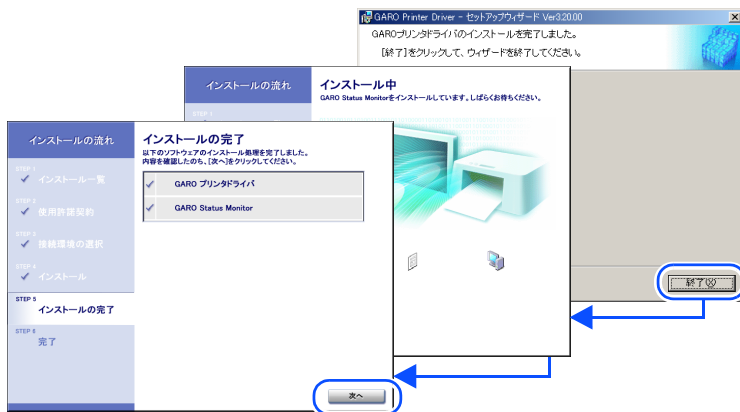 GARO Printer Driver - セットアップウィザード Ver3.20.00
GAROプリンタドライバのインストールを完了しました。
[終了]をクリックして、ウィザードを終了してください。
終了(X)
インストールの流れ
STEP 1
インストール中
GARO Status Monitorをインストールしています。しばらくお待ちください。
インストールの流れ
STEP 1
インストール一覧
STEP 2
使用許諾契約
STEP 3
接続環境の選択
STEP 4
インストール
STEP 5
インストールの完了
STEP 6
完了
インストールの完了
以下のソフトウェアのインストール処理を完了しました。
内容を確認したのち、[次へ]をクリックしてください。
GARO プリンタドライバ
GARO Status Monitor
次へ